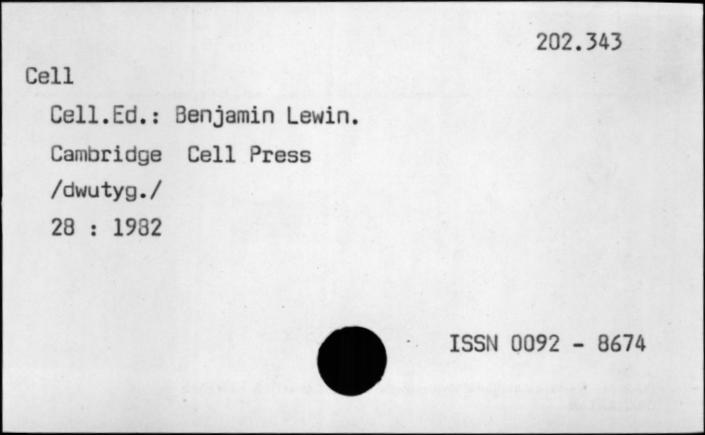 202.343
Cell
Cell.Ed.: Benjamin Lewin.
Cambridge Cell Press
/dwutyg./
28 : 1982
ISSN 0092 - 8674